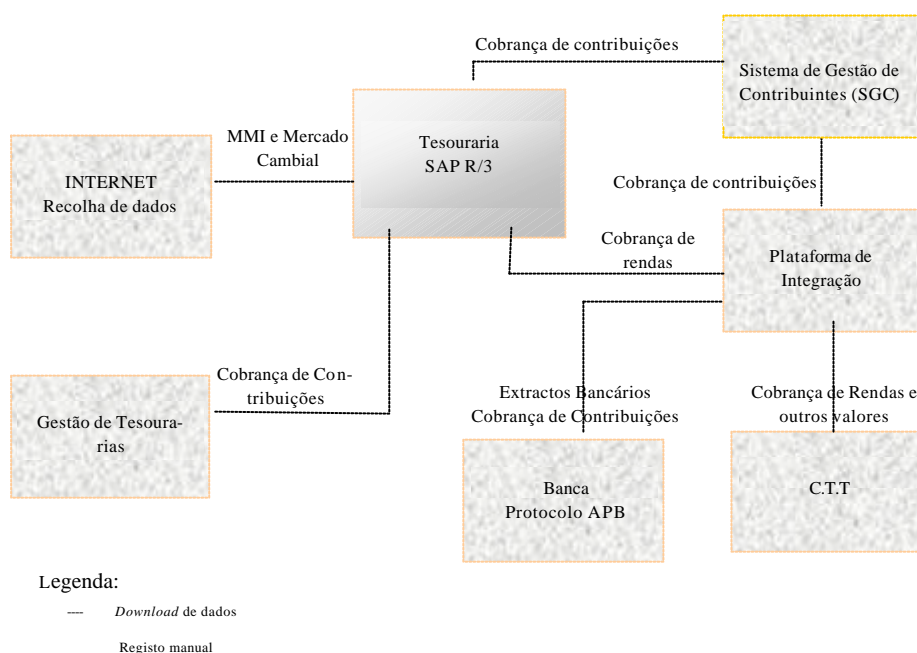 Cobrança de contribuições
Sistema de Gestão de
Contribuintes (SGC)
MMI e Mercado
Cambial
Tesouraria
SAP R/3
INTERNET
Recolha de dados
Cobrança de contribuições
Cobrança de
rendas
Plataforma de
Integração
Cobrança de Con-
tribuições
Gestão de Tesoura-
rias
Extractos Bancários
Cobrança de Contribuições
Cobrança de Rendas e
outros valores
Banca
Protocolo APB
C.T.T
Legenda:
---- Download de dados
Registo manual